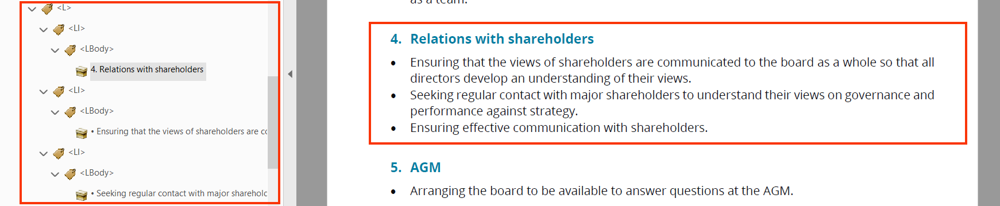 <L>
<LI>
<LBody>
4. Relations with shareholders
<LI>
<LBody>
• Ensuring that the views of shareholders are co
<LI>
<LBody>
• Seeking regular contact with major sharehold
as a team.
4. Relations with shareholders
• Ensuring that the views of shareholders are communicated to the board as a whole so that all
directors develop an understanding of their views.
• Seeking regular contact with major shareholders to understand their views on governance and
performance against strategy.
• Ensuring effective communication with shareholders.
5. AGM
• Arranging the board to be available to answer questions at the AGM.